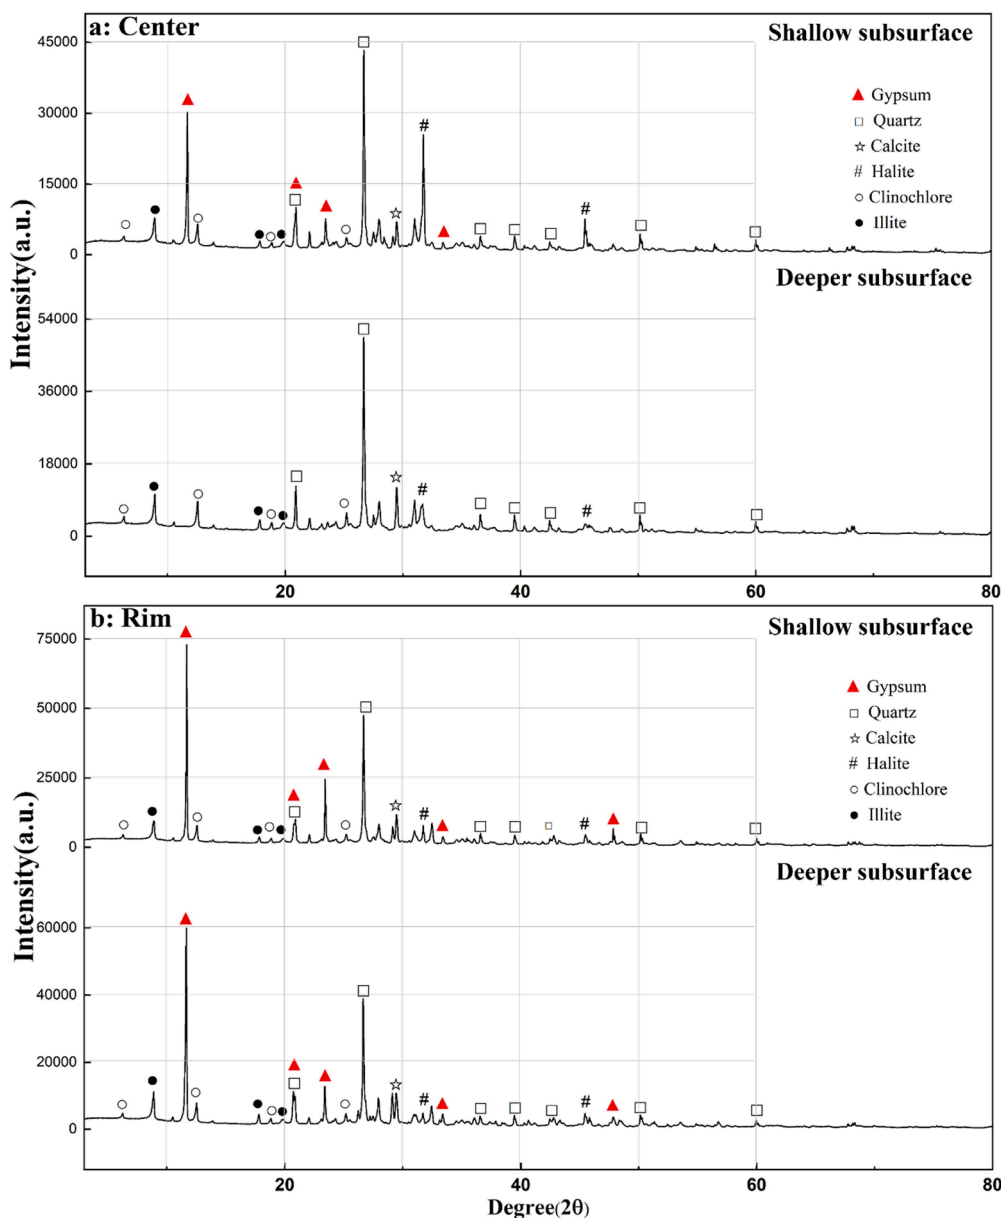 a: Center
Shallow subsurface
45000
30000
15000
0
▲ Gypsum
□ Quartz
☆ Calcite
# Halite
○ Clinochlore
● Illite
#
#
Intensity(a.u.)
Deeper subsurface
54000
36000
18000
0
#
#
20
40
60
80
b: Rim
Shallow subsurface
75000
50000
25000
0
▲ Gypsum
□ Quartz
☆ Calcite
# Halite
○ Clinochlore
● Illite
#
#
Intensity(a.u.)
Deeper subsurface
60000
40000
20000
0
#
#
20
40
60
80
Degree(2θ)